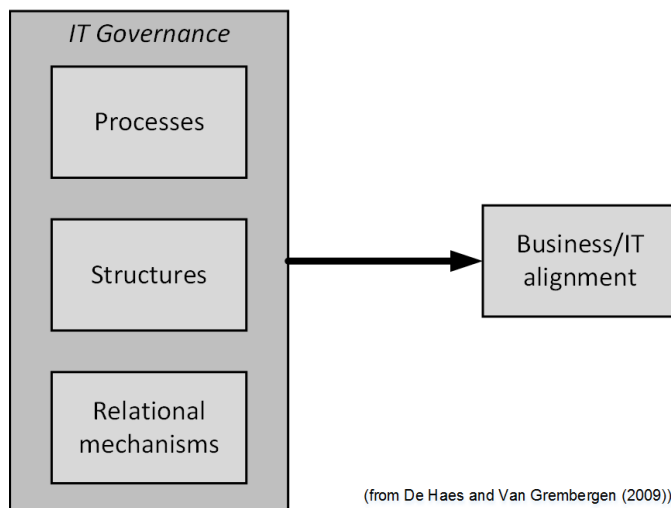 IT Governance
Processes
Structures
Relational
mechanisms
Business/IT
alignment
(from De Haes and Van Grembergen (2009))